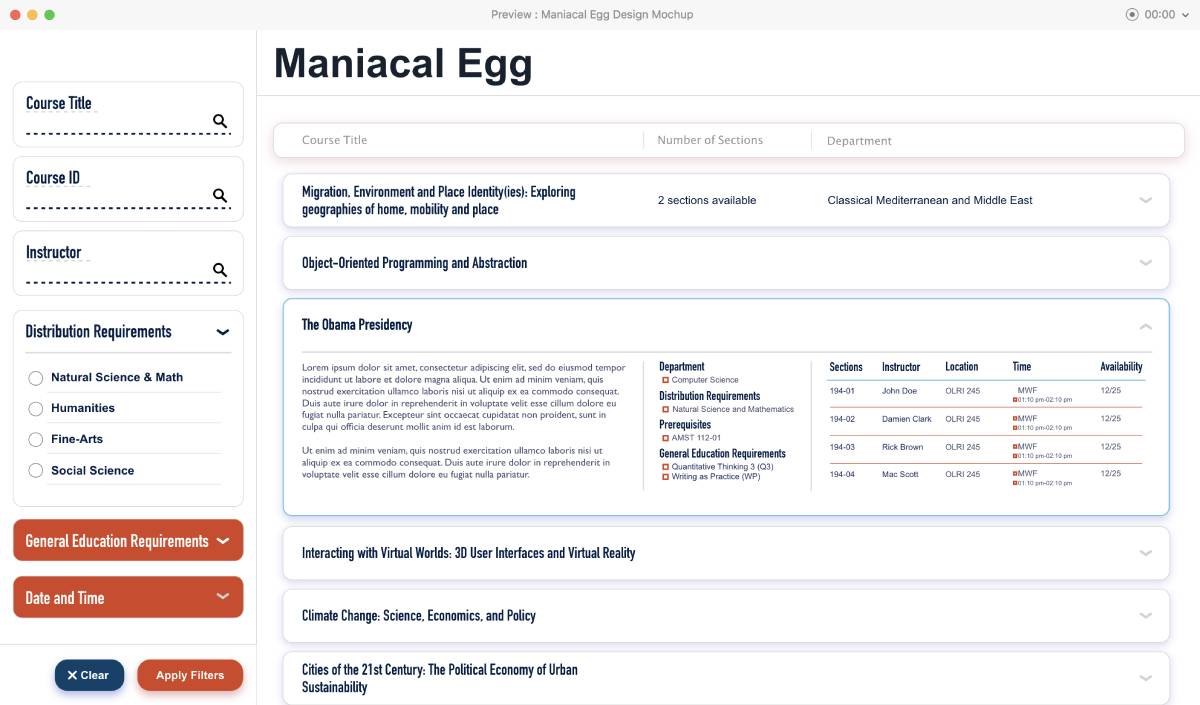 Preview : Maniacal Egg Design Mockup
00:00
Maniacal Egg
Course Title
Course ID
Instructor
Distribution Requirements
Natural Science & Math
Humanities
Fine-Arts
Social Science
General Education Requirements
Date and Time
Clear
Apply Filters
Course Title
Number of Sections
Department
Migration, Environment and Place Identity(ies): Exploring
geographies of home, mobility and place
2 sections available
Classical Mediterranean and Middle East
Object-Oriented Programming and Abstraction
The Obama Presidency
Lorem ipsum dolor sit amet, consectetur adipiscing elit, sed do eiusmod tempor
incididunt ut labore et dolore magna aliqua. Ut enim ad minim veniam, quis
nostrud exercitation ullamco laboris nisi ut aliquip ex ea commodo consequat.
Duis aute irure dolor in reprehenderit in voluptate velit esse cillum dolore eu
fugiat nulla pariatur. Excepteur sint occaecat cupidatat non proident, sunt in
culpa qui officia deserunt mollit anim id est laborum.
Ut enim ad minim veniam, quis nostrud exercitation ullamco laboris nisi ut
aliquip ex ea commodo consequat. Duis aute irure dolor in reprehenderit in
voluptate velit esse cillum dolore eu fugiat nulla pariatur.
Department
Computer Science
Distribution Requirements
Natural Science and Mathematics
Prerequisites
AMST 112-01
General Education Requirements
Quantitative Thinking 3 (Q3)
Writing as Practice (WP)
Sections Instructor Location Time Availability
194-01 John Doe OLRI 245 MWF 12/25
01:10 pm-02:10 pm
194-02 Damien Clark OLRI 245 MWF 12/25
01:10 pm-02:10 pm
194-03 Rick Brown OLRI 245 MWF 12/25
01:10 pm-02:10 pm
194-04 Mac Scott OLRI 245 MWF 12/25
01:10 pm-02:10 pm
Interacting with Virtual Worlds: 3D User Interfaces and Virtual Reality
Climate Change: Science, Economics, and Policy
Cities of the 21st Century: The Political Economy of Urban
Sustainability